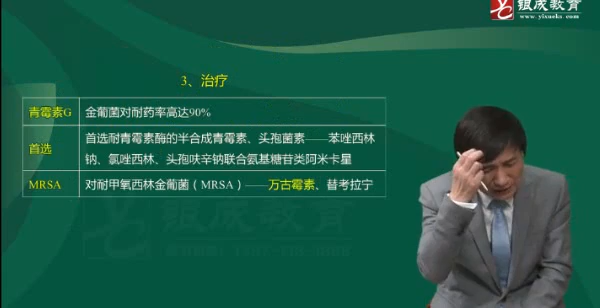 银成教育
www.yixueks.com
3、治疗
青霉素G 金葡菌对耐药率高达90%
首选 首选耐青霉素酶的半合成青霉素、头孢菌素——苯唑西林
钠、氯唑西林、头孢呋辛钠联合氨基糖苷类阿米卡星
MRSA 对耐甲氧西林金葡菌（MRSA）——万古霉素、替考拉宁
银成教育